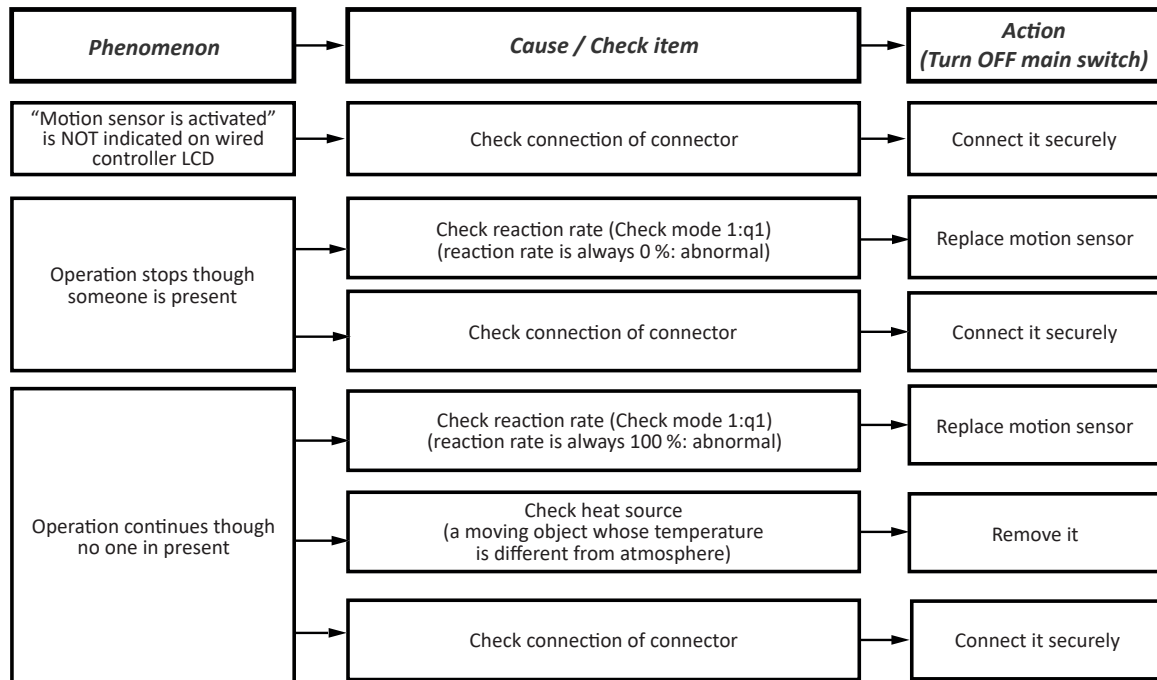 Phenomenon
Cause / Check item
Action
(Turn OFF main switch)
“Motion sensor is activated”
is NOT indicated on wired
controller LCD
Check connection of connector
Connect it securely
Operation stops though
someone is present
Check reaction rate (Check mode 1:q1)
(reaction rate is always 0 %: abnormal)
Replace motion sensor
Check connection of connector
Connect it securely
Operation continues though
no one in present
Check reaction rate (Check mode 1:q1)
(reaction rate is always 100 %: abnormal)
Replace motion sensor
Check heat source
(a moving object whose temperature
is different from atmosphere)
Remove it
Check connection of connector
Connect it securely